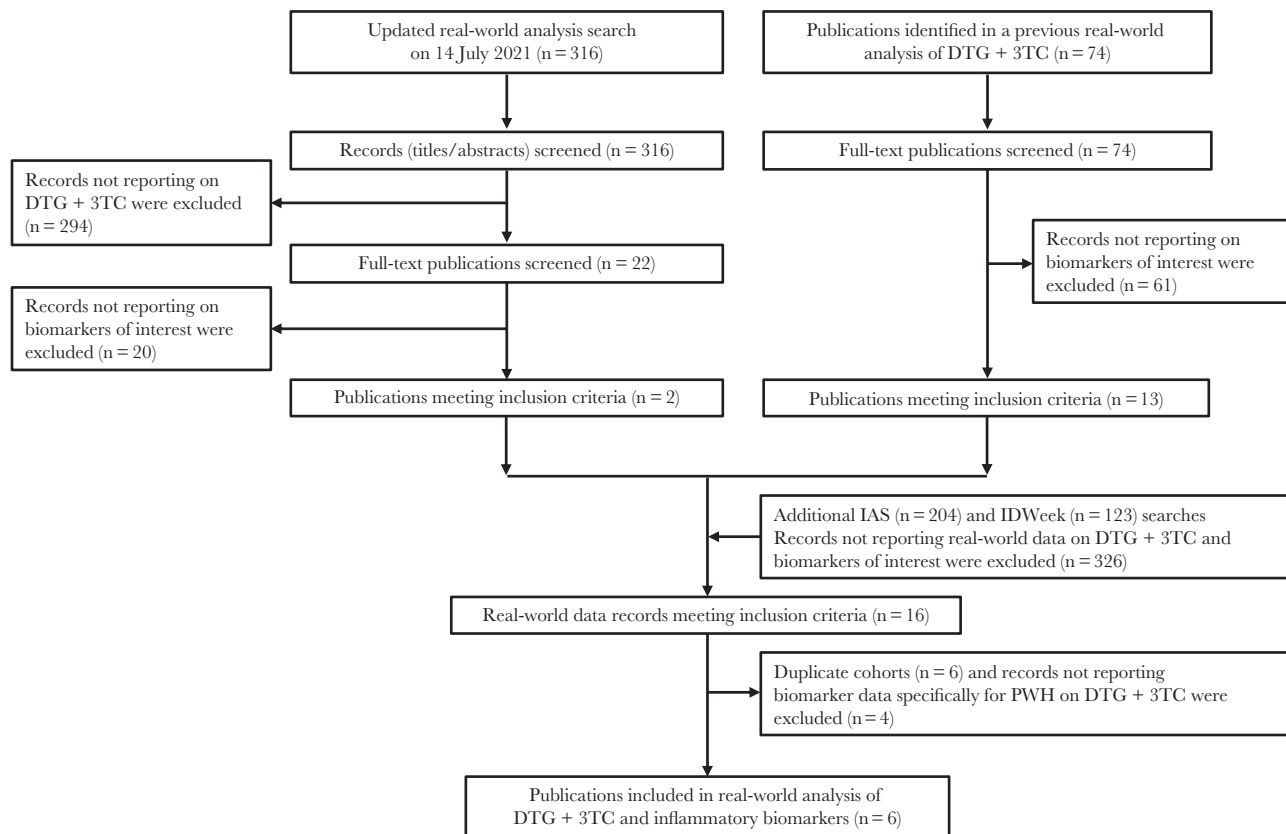 Updated real-world analysis search
on 14 July 2021 (n = 316)
Publications identified in a previous real-world
analysis of DTG + 3TC (n = 74)
Records (titles/abstracts) screened (n = 316)
Full-text publications screened (n = 74)
Records not reporting on
DTG + 3TC were excluded
(n = 294)
Full-text publications screened (n = 22)
Records not reporting on
biomarkers of interest were
excluded (n = 61)
Records not reporting on
biomarkers of interest were
excluded (n = 20)
Publications meeting inclusion criteria (n = 2)
Publications meeting inclusion criteria (n = 13)
Additional IAS (n = 204) and IDWeek (n = 123) searches
Records not reporting real-world data on DTG + 3TC and
biomarkers of interest were excluded (n = 326)
Real-world data records meeting inclusion criteria (n = 16)
Duplicate cohorts (n = 6) and records not reporting
biomarker data specifically for PWH on DTG + 3TC were
excluded (n = 4)
Publications included in real-world analysis of
DTG + 3TC and inflammatory biomarkers (n = 6)